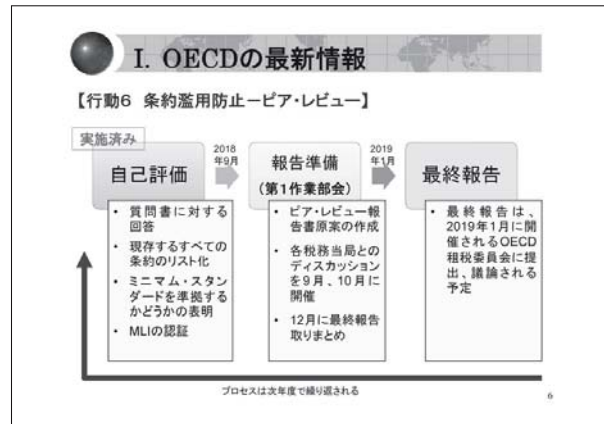 I. OECDの最新情報
【行動6 条約濫用防止－ピア・レビュー】
実施済み
自己評価
2018
年9月
報告準備
(第1作業部会)
2019
年1月
最終報告
• 質問書に対する
回答
• 現存するすべての
条約のリスト化
• ミニマム・スタン
ダードを準拠する
かどうかの表明
• MLIの認証
• ピア・レビュー報
告書原案の作成
• 各税務当局との
ディスカッション
を9月、10月に
開催
• 12月に最終報告
取りまとめ
• 最終報告は、
2019年1月に開
催されるOECD
租税委員会に提
出、議論される
予定
プロセスは次年度で繰り返される
6